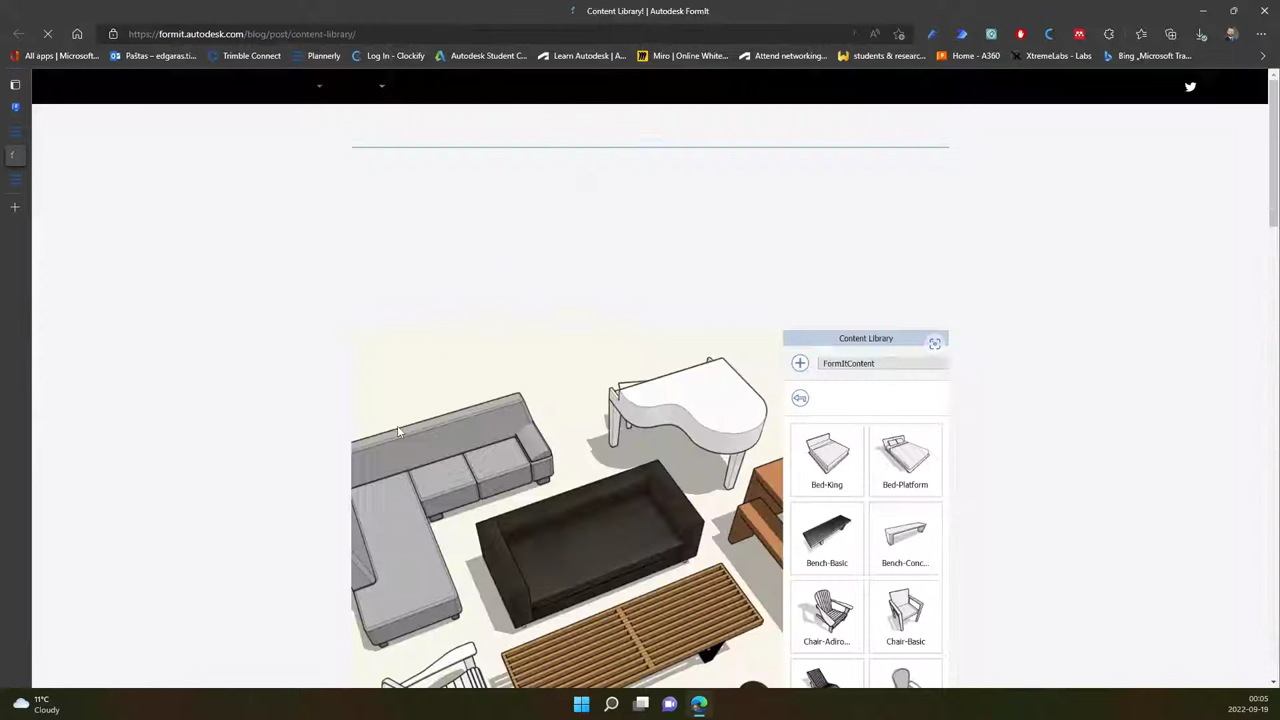 Content Library! | Autodesk FormIt
https://formit.autodesk.com/blog/post/content-library/
All apps | Microsoft...
Paštas – edgaras.ti...
Trimble Connect
Plannerly
Log In - Clockify
Autodesk Student C...
Learn Autodesk | A...
Miro | Online White...
Attend networking...
students & researc...
Home - A360
XtremeLabs - Labs
Bing „Microsoft Tra...
Content Library
FormItContent
Bed-King
Bed-Platform
Bench-Basic
Bench-Conc...
Chair-Adiro...
Chair-Basic
11°C
Cloudy
00:05
2022-09-19